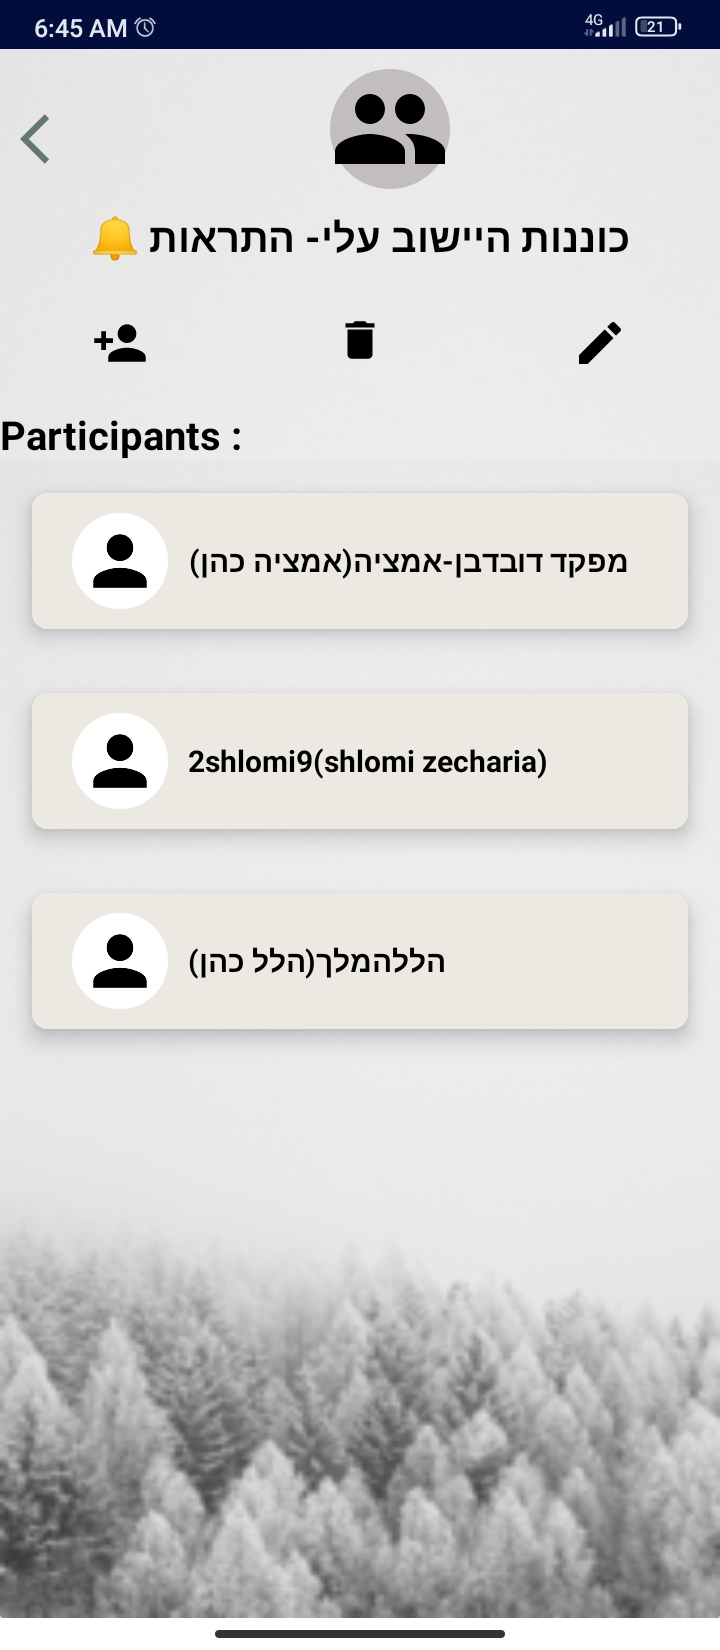 6:45 AM
4G
21
כוננות היישוב עלי- התראות 🔔
Participants :
מפקד דובדבן-אמציה(אמציה כהן)
2shlomi9(shlomi zecharia)
הללהמלך(הלל כהן)